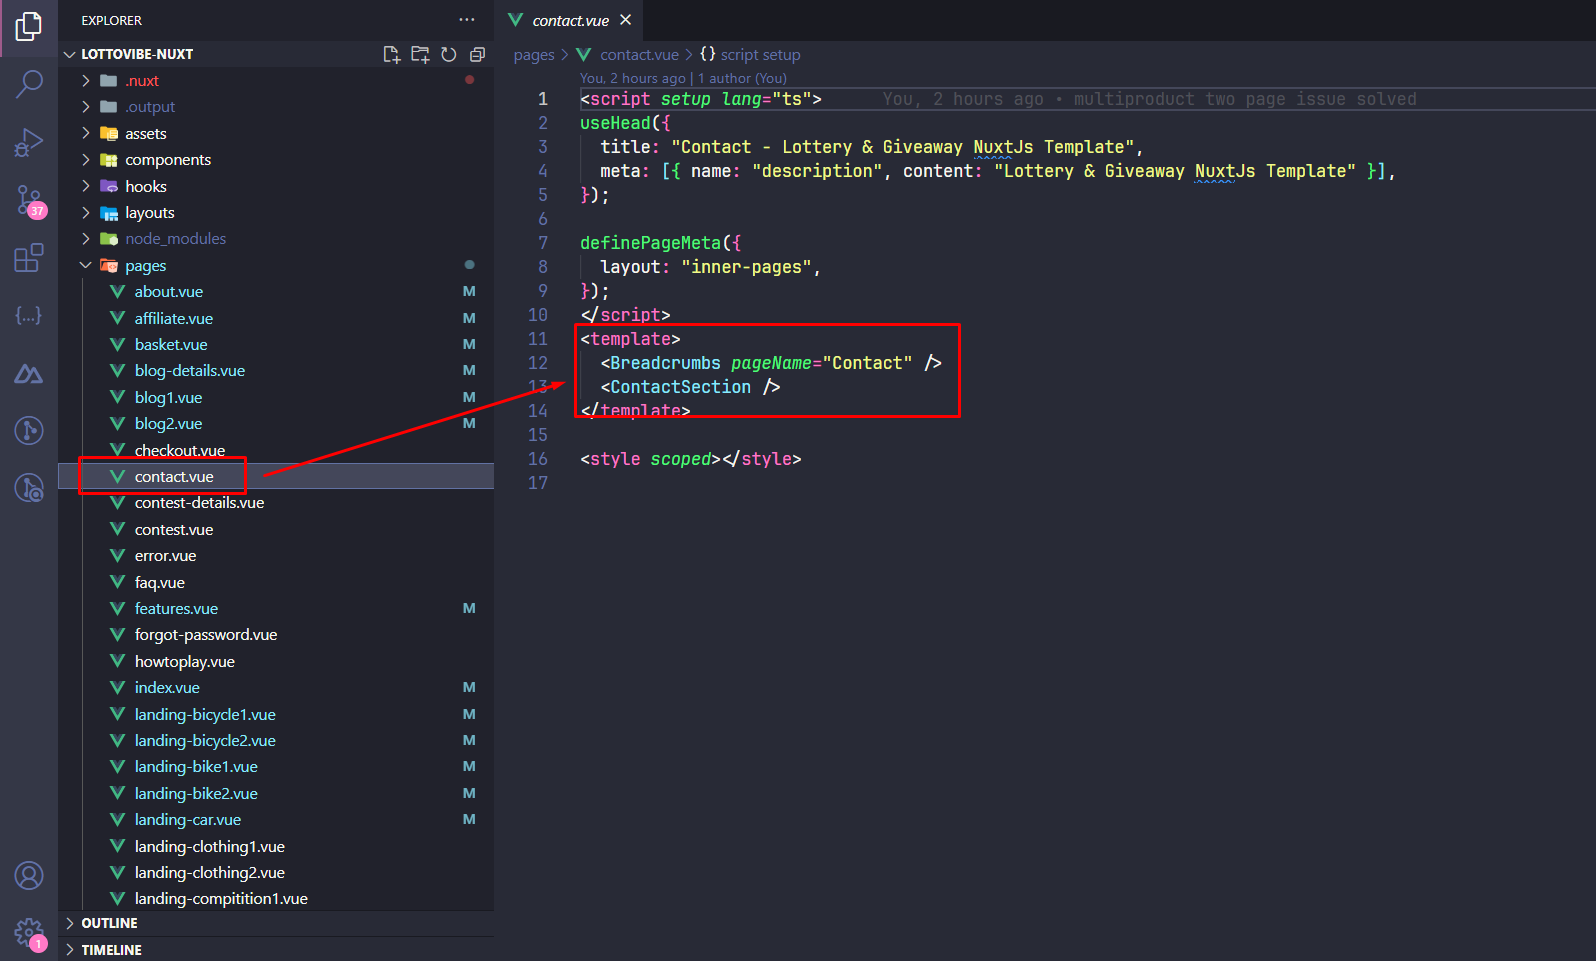 EXPLORER
LOTTOVIBE-NUXT
.nuxt
.output
assets
components
hooks
layouts
node_modules
pages
about.vue M
affiliate.vue M
basket.vue M
blog-details.vue M
blog1.vue M
blog2.vue M
checkout.vue
contact.vue
contest-details.vue
contest.vue
error.vue
faq.vue
features.vue M
forgot-password.vue
howtoplay.vue
index.vue M
landing-bicycle1.vue M
landing-bicycle2.vue M
landing-bike1.vue M
landing-bike2.vue M
landing-car.vue M
landing-clothing1.vue
landing-clothing2.vue
landing-compitition1.vue
OUTLINE
TIMELINE
37
1
contact.vue
pages > contact.vue > {} script setup
You, 2 hours ago | 1 author (You)
1 <script setup lang="ts"> You, 2 hours ago • multiproduct two page issue solved
2 useHead({
3 title: "Contact - Lottery & Giveaway NuxtJs Template",
4 meta: [{ name: "description", content: "Lottery & Giveaway NuxtJs Template" }],
5 });
6
7 definePageMeta({
8 layout: "inner-pages",
9 });
10 </script>
11 <template>
12 <Breadcrumbs pageName="Contact" />
13 <ContactSection />
14 </template>
15
16 <style scoped></style>
17